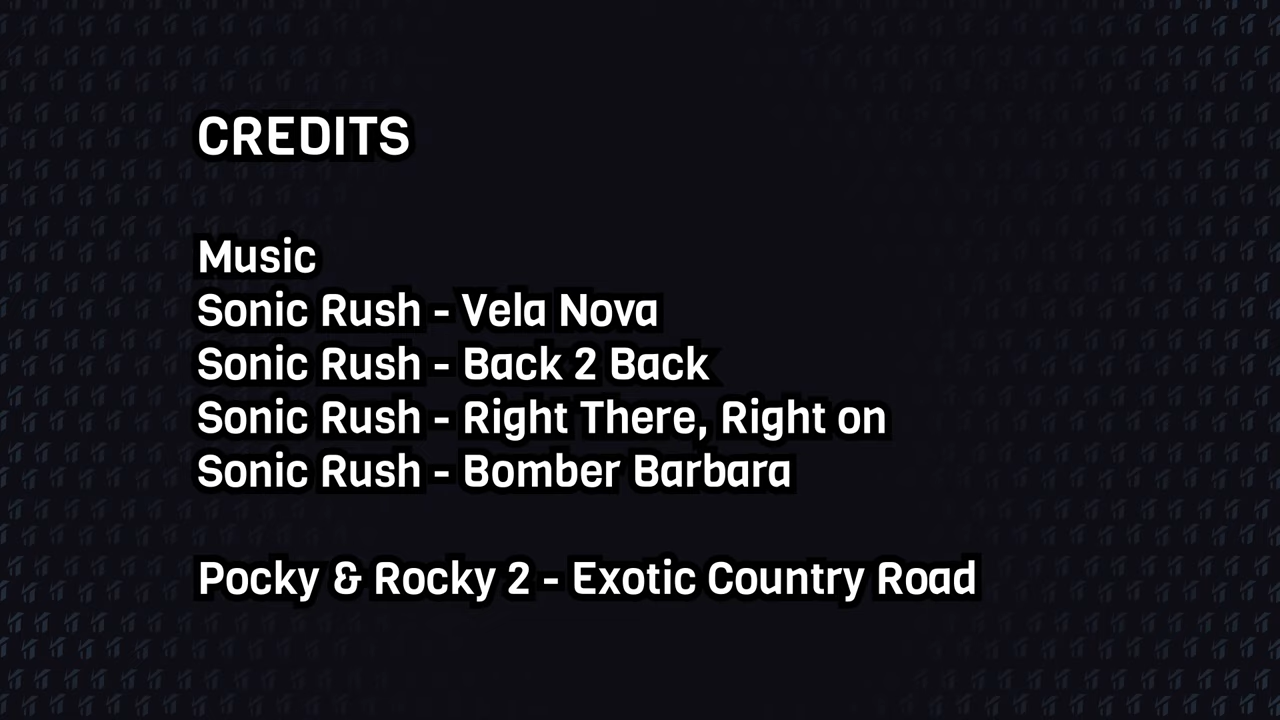 CREDITS
Music
Sonic Rush - Vela Nova
Sonic Rush - Back 2 Back
Sonic Rush - Right There, Right on
Sonic Rush - Bomber Barbara
Pocky & Rocky 2 - Exotic Country Road